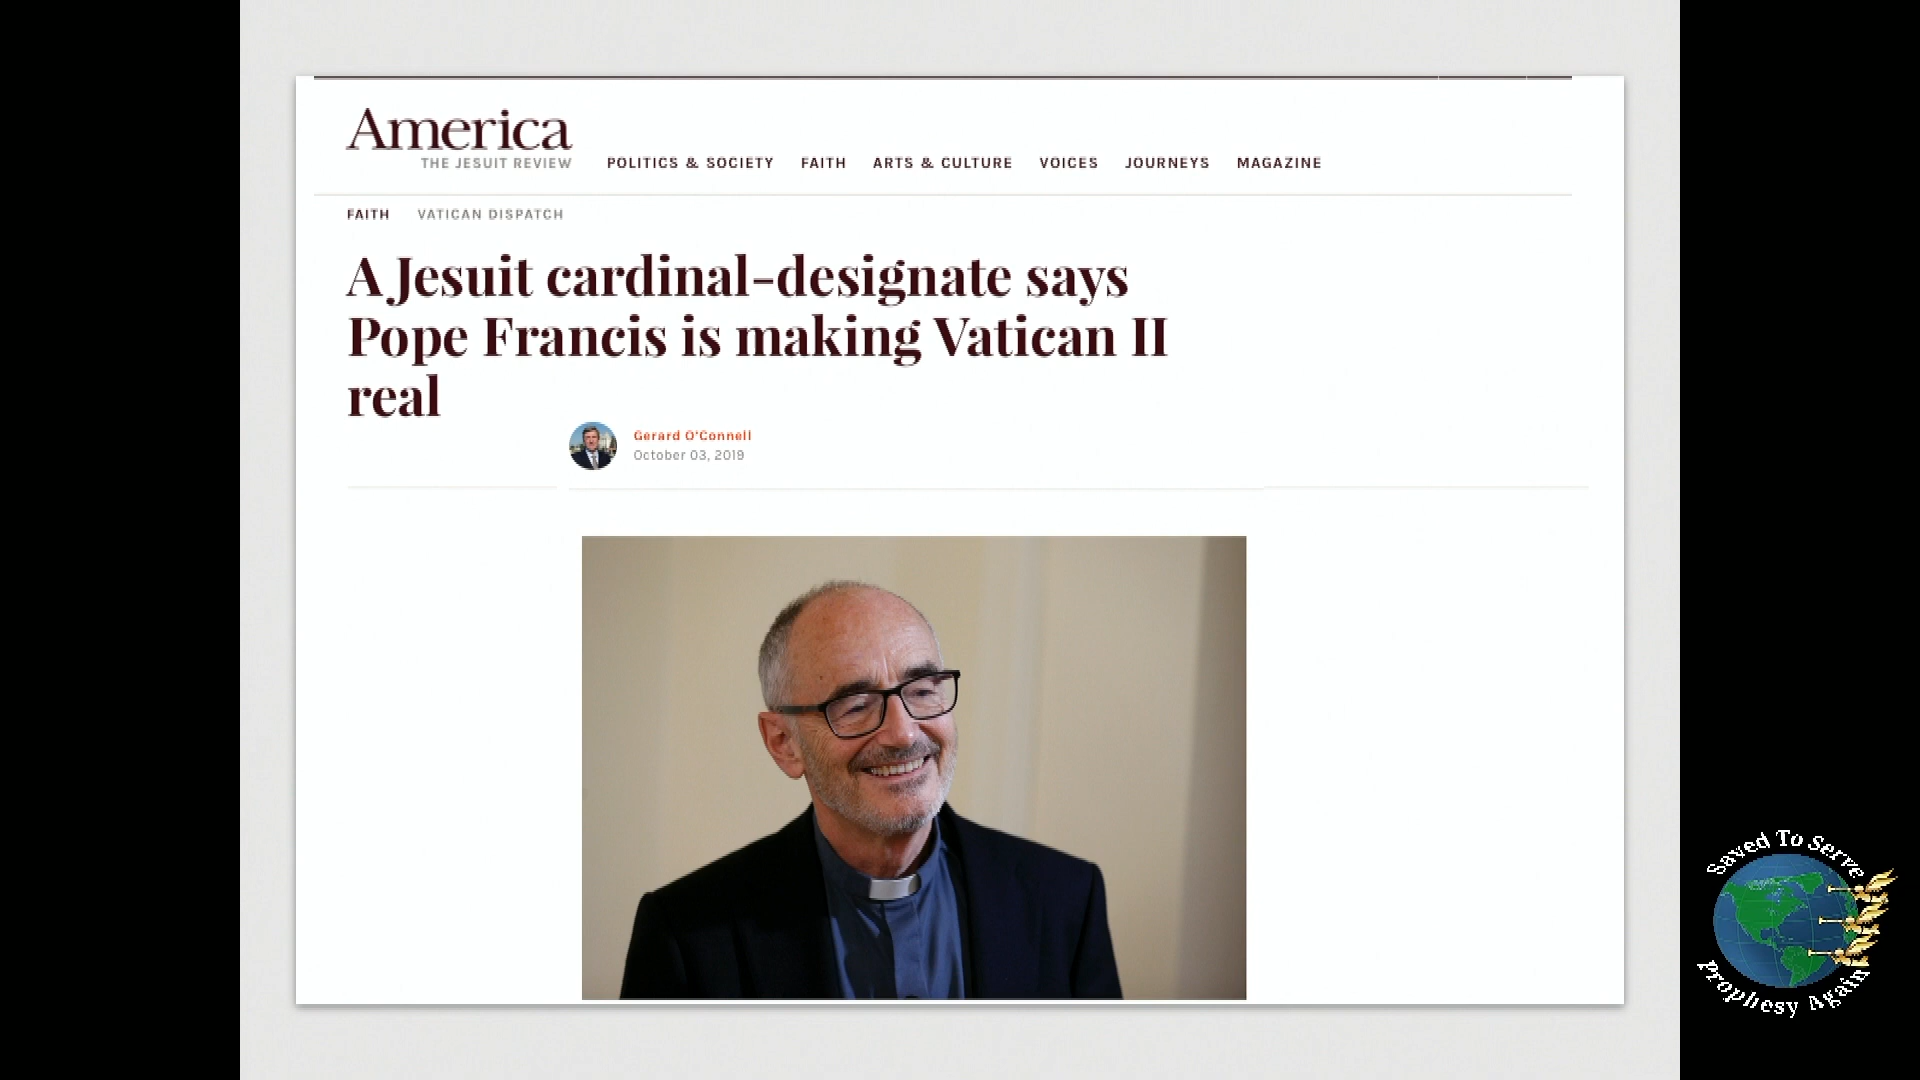 America
THE JESUIT REVIEW
POLITICS & SOCIETY FAITH ARTS & CULTURE VOICES JOURNEYS MAGAZINE
FAITH VATICAN DISPATCH
A Jesuit cardinal-designate says
Pope Francis is making Vatican II
real
Gerard O'Connell
October 03, 2019
Saved To Serve
Prophesy Again